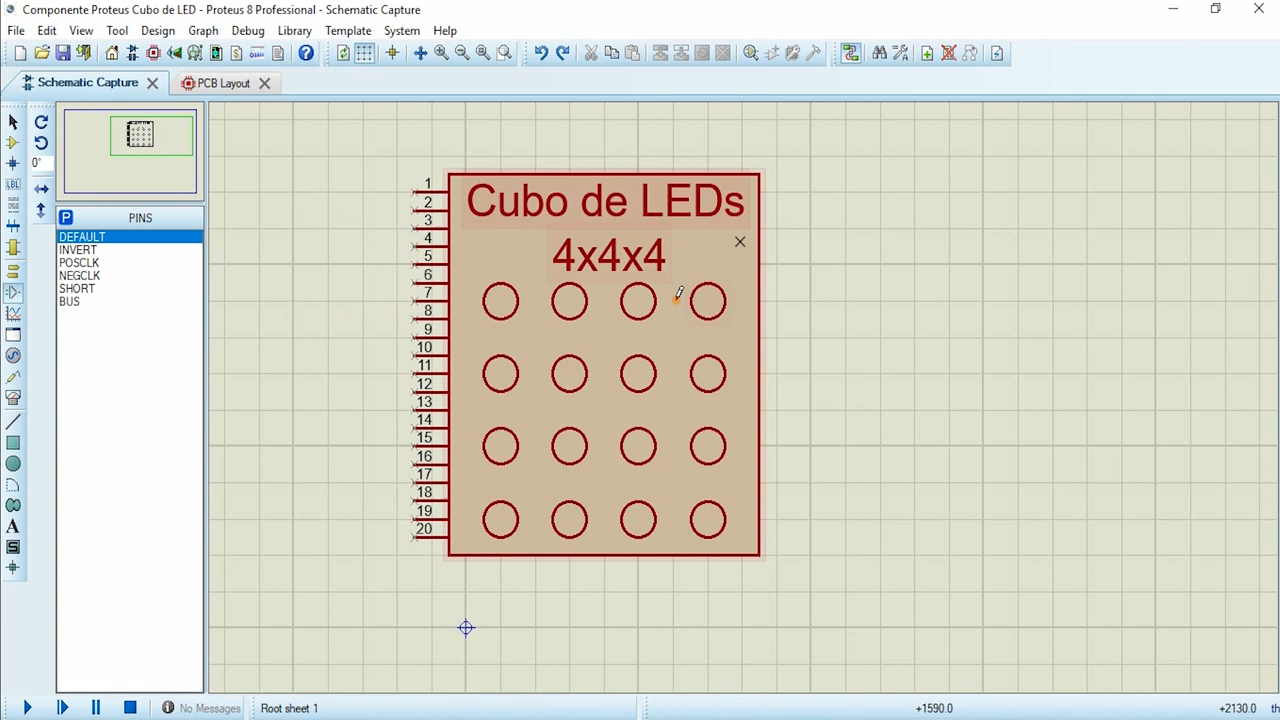 Componente Proteus Cubo de LED - Proteus 8 Professional - Schematic Capture
File Edit View Tool Design Graph Debug Library Template System Help
Schematic Capture
PCB Layout
0°
LBL
P PINS
DEFAULT
INVERT
POSCLK
NEGCLK
SHORT
BUS
A
S
1
2
3
4
5
6
7
8
9
10
11
12
13
14
15
16
17
18
19
20
Cubo de LEDs
4x4x4
No Messages
Root sheet 1
+1590.0
+2130.0
th